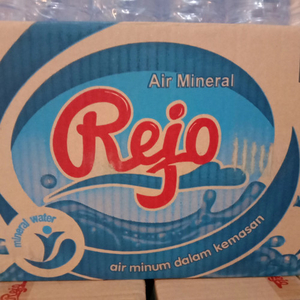 Air Mineral
Rejo
mineral water
air minum dalam kemasan